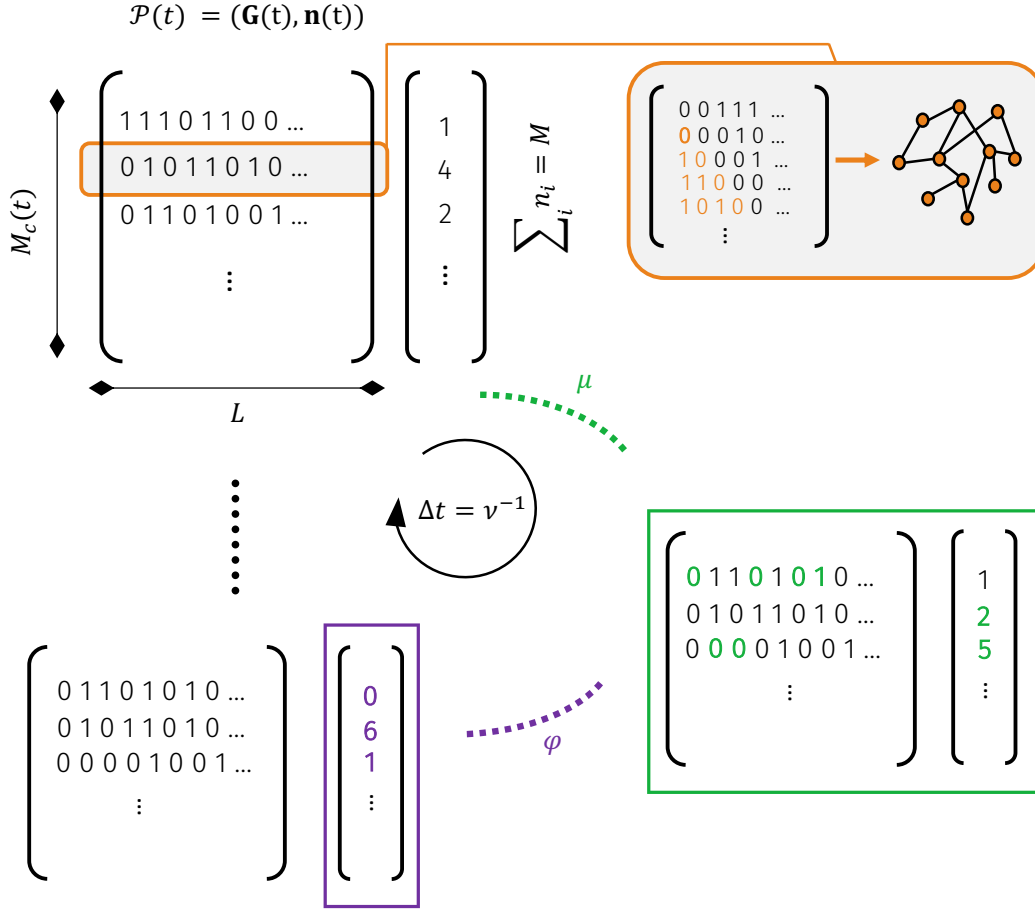 𝒫(t) = (𝐆(t), 𝐧(t))
M_c(t)
1 1 1 0 1 1 0 0 ...
0 1 0 1 1 0 1 0 ...
0 1 1 0 1 0 0 1 ...
⋮
1
4
2
...
∑ n_i = M
i
0 0 1 1 1 ...
0 0 0 1 0 ...
1 0 0 0 1 ...
1 1 0 0 0 ...
1 0 1 0 0 ...
⋮
L
μ
Δt = ν⁻¹
0 1 1 0 1 0 1 0 ...
0 1 0 1 1 0 1 0 ...
0 0 0 0 1 0 0 1 ...
⋮
1
2
5
...
0 1 1 0 1 0 1 0 ...
0 1 0 1 1 0 1 0 ...
0 0 0 0 1 0 0 1 ...
⋮
0
6
1
...
φ